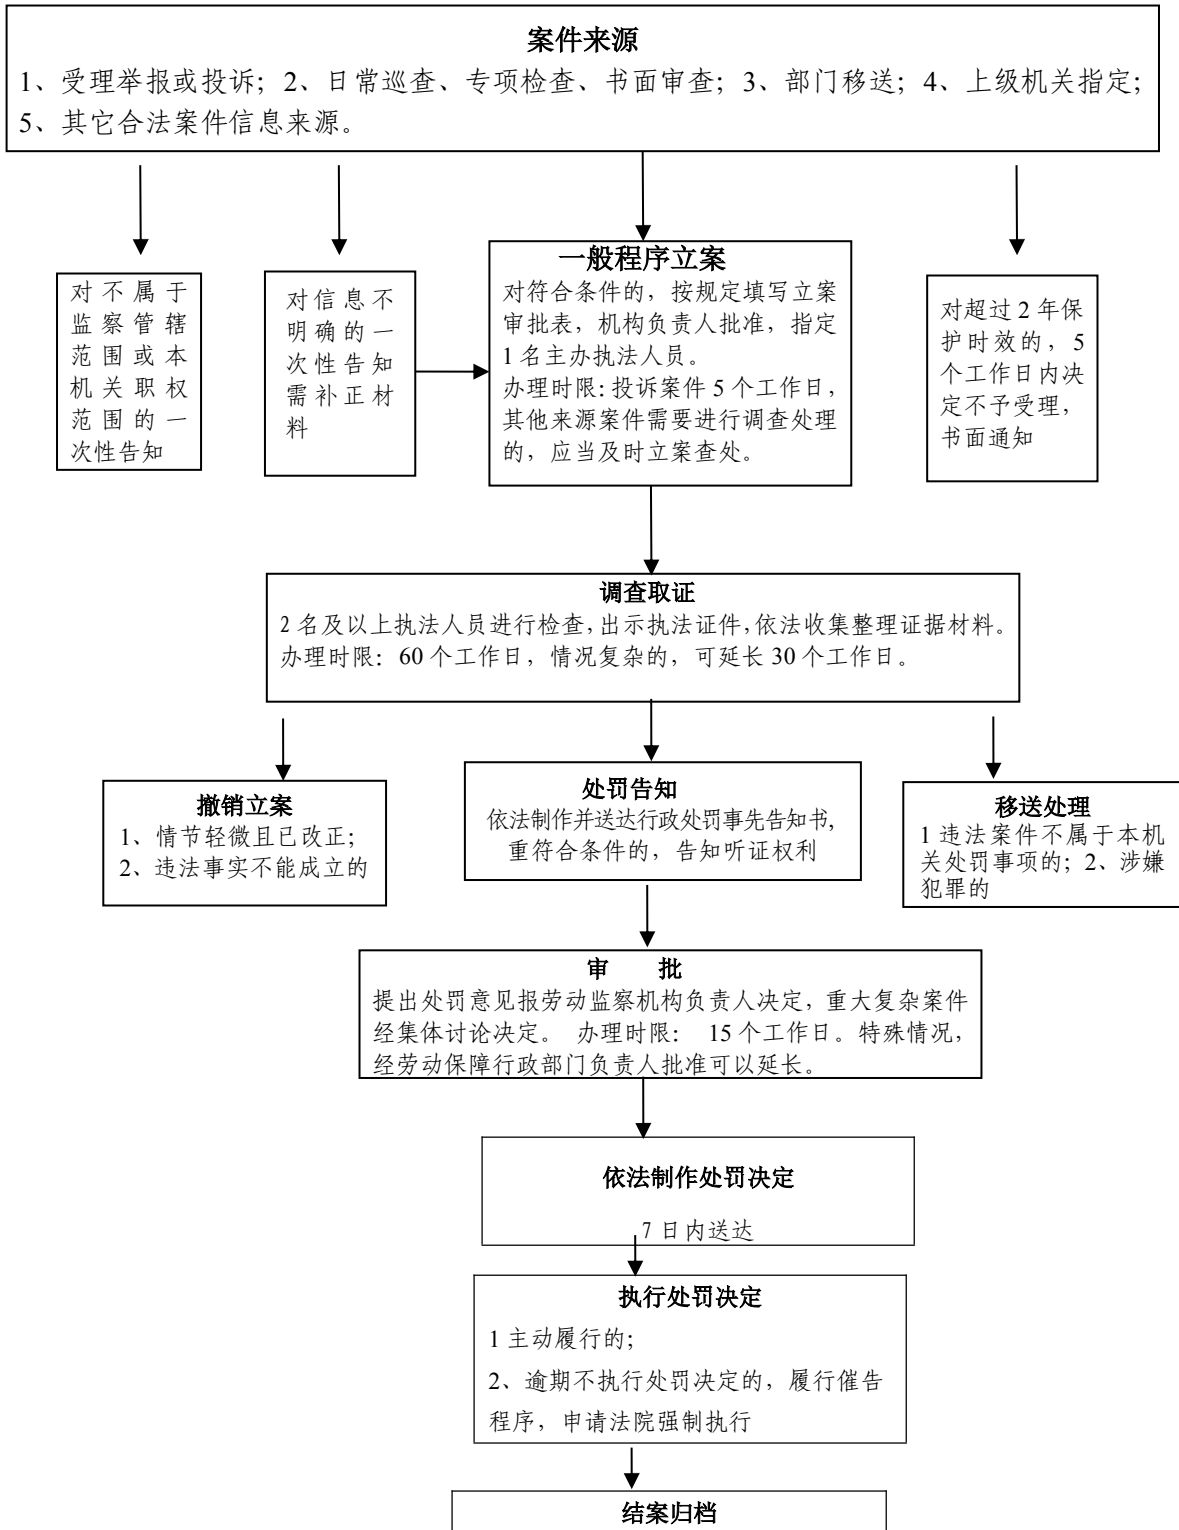 案件来源
1、受理举报或投诉；2、日常巡查、专项检查、书面审查；3、部门移送；4、上级机关指定；
5、其它合法案件信息来源。
对不属于
监察管辖
范围或本
机关职权
范围的一
次性告知
对信息不
明确的一
次性告知
需补正材
料
一般程序立案
对符合条件的，按规定填写立案
审批表，机构负责人批准，指定
1名主办执法人员。
办理时限：投诉案件 5 个工作日，
其他来源案件需要进行调查处理
的，应当及时立案查处。
对超过 2 年保
护时效的， 5
个工作日内决
定不予受理，
书面通知
调查取证
2 名及以上执法人员进行检查，出示执法证件，依法收集整理证据材料。
办理时限： 60 个工作日，情况复杂的，可延长 30 个工作日。
撤销立案
1、情节轻微且已改正；
2、违法事实不能成立的
处罚告知
依法制作并送达行政处罚事先告知书，
重符合条件的，告知听证权利
移送处理
1 违法案件不属于本机
关处罚事项的；2、涉嫌
犯罪的
审 批
提出处罚意见报劳动监察机构负责人决定，重大复杂案件
经集体讨论决定。 办理时限： 15 个工作日。特殊情况，
经劳动保障行政部门负责人批准可以延长。
依法制作处罚决定
7 日内送达
执行处罚决定
1 主动履行的；
2、逾期不执行处罚决定的，履行催告
程序，申请法院强制执行
结案归档